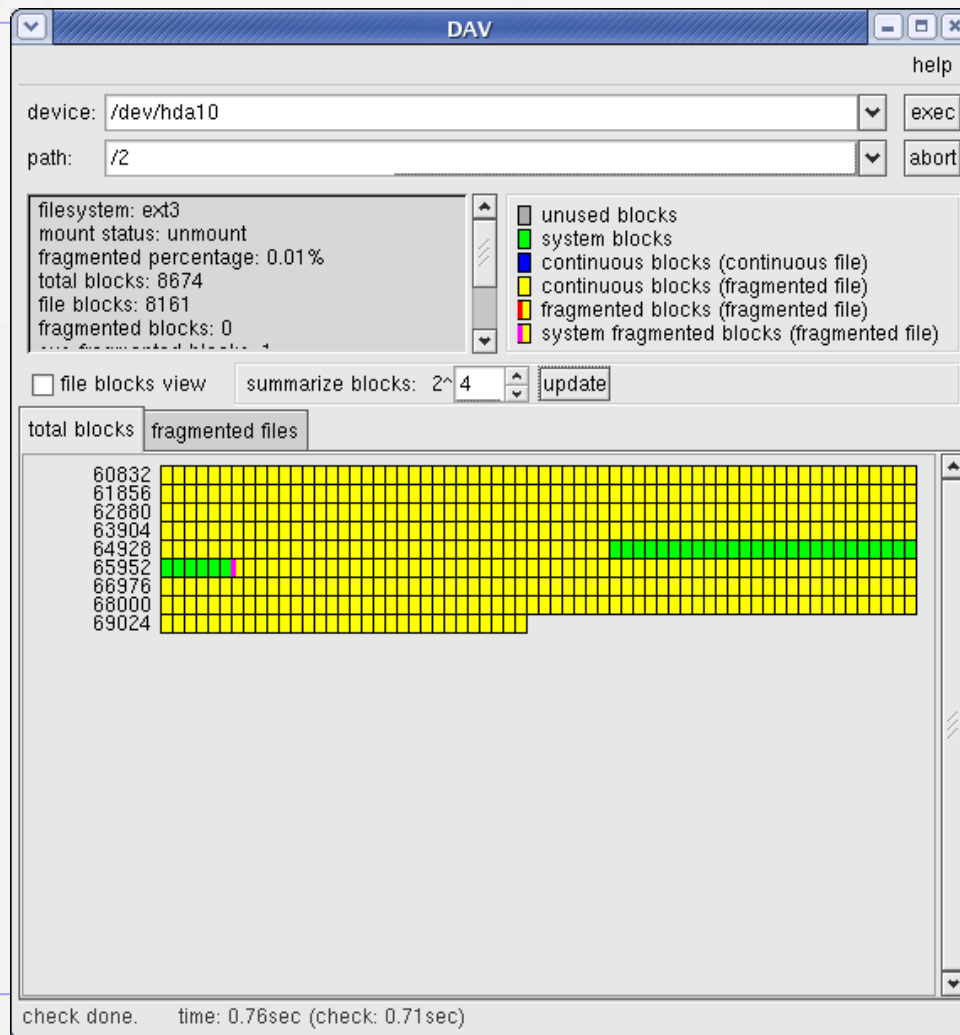 DAV
help
device: /dev/hda10 exec
path: /2 abort
filesystem: ext3
mount status: unmount
fragmented percentage: 0.01%
total blocks: 8674
file blocks: 8161
fragmented blocks: 0
unused blocks
system blocks
continuous blocks (continuous file)
continuous blocks (fragmented file)
fragmented blocks (fragmented file)
system fragmented blocks (fragmented file)
file blocks view summarize blocks: 2^ 4 update
total blocks fragmented files
60832
61856
62880
63904
64928
65952
66976
68000
69024
check done. time: 0.76sec (check: 0.71sec)